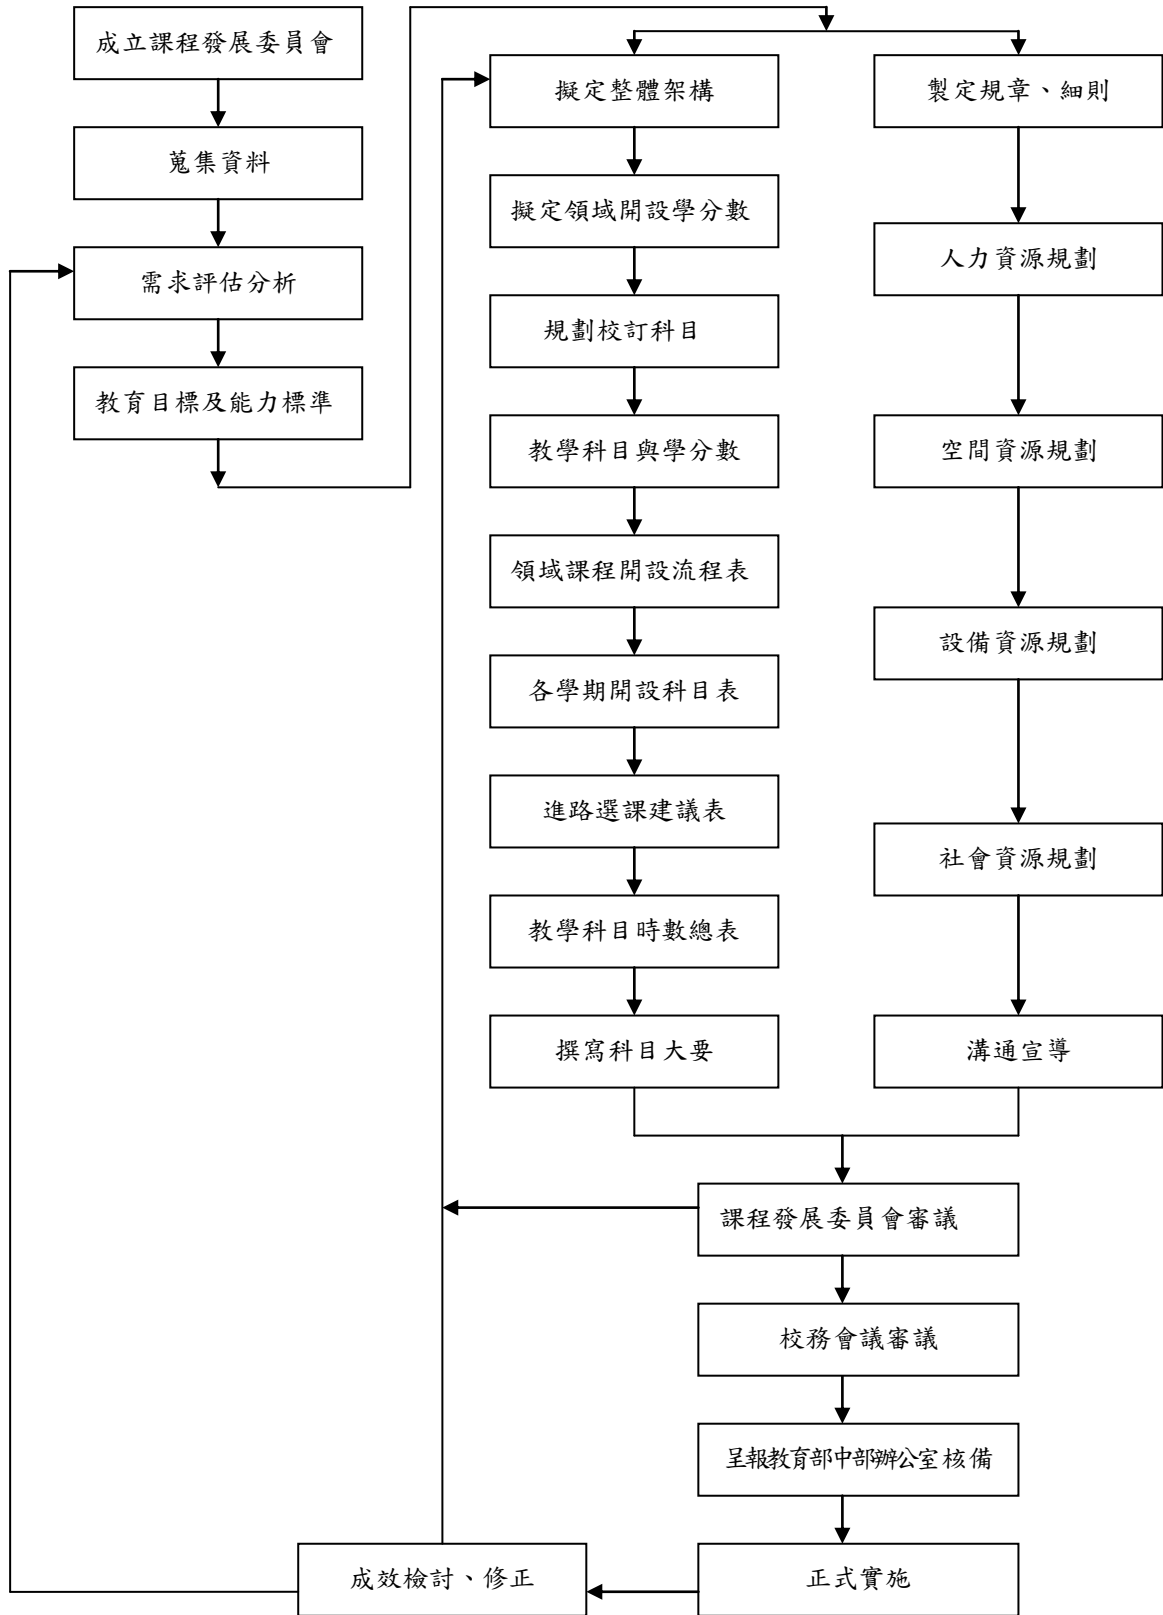 成立課程發展委員會
蒐集資料
需求評估分析
教育目標及能力標準
擬定整體架構
擬定領域開設學分數
規劃校訂科目
教學科目與學分數
領域課程開設流程表
各學期開設科目表
進路選課建議表
教學科目時數總表
撰寫科目大要
製定規章、細則
人力資源規劃
空間資源規劃
設備資源規劃
社會資源規劃
溝通宣導
課程發展委員會審議
校務會議審議
呈報教育部中部辦公室核備
正式實施
成效檢討、修正